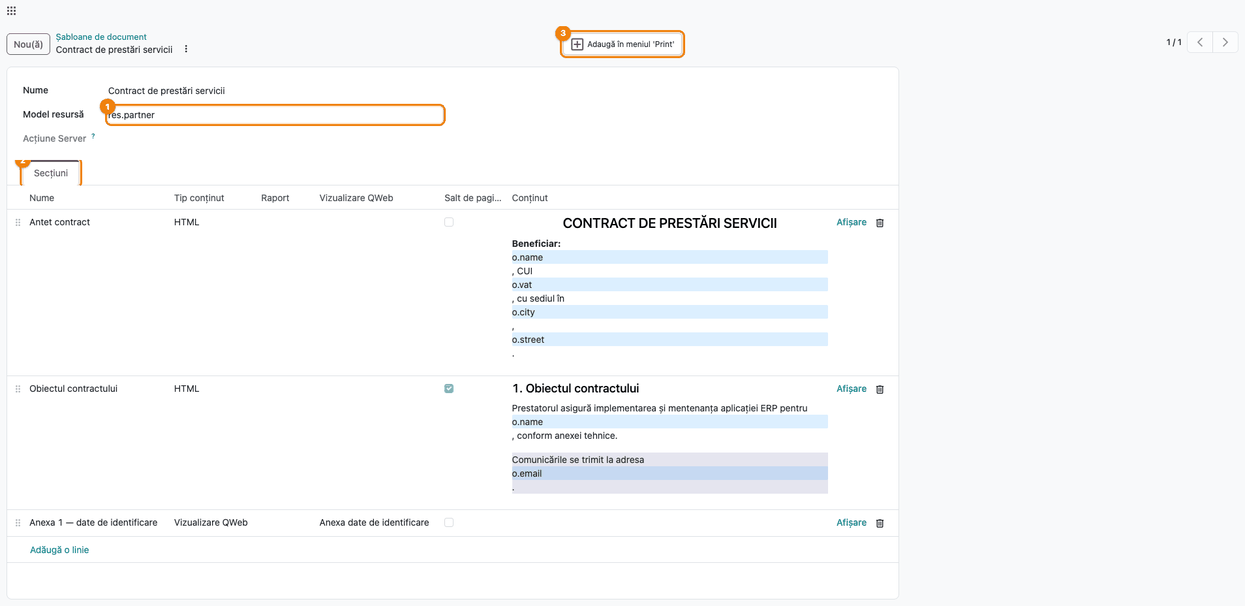 Nou(ă)
Șabloane de document
Contract de prestări servicii
3
Adaugă în meniul 'Print'
1 / 1
Nume
Contract de prestări servicii
1
Model resursă
res.partner
Acțiune Server ?
2
Secțiuni
Nume Tip conținut Raport Vizualizare QWeb Salt de pagi... Conținut
Antet contract HTML CONTRACT DE PRESTĂRI SERVICII Afișare
Beneficiar:
o.name
, CUI
o.vat
, cu sediul în
o.city
,
o.street
.
Obiectul contractului HTML 1. Obiectul contractului Afișare
Prestatorul asigură implementarea și mentenanța aplicației ERP pentru
o.name
, conform anexei tehnice.
Comunicările se trimit la adresa
o.email
.
Anexa 1 — date de identificare Vizualizare QWeb Anexa date de identificare Afișare
Adăugă o linie